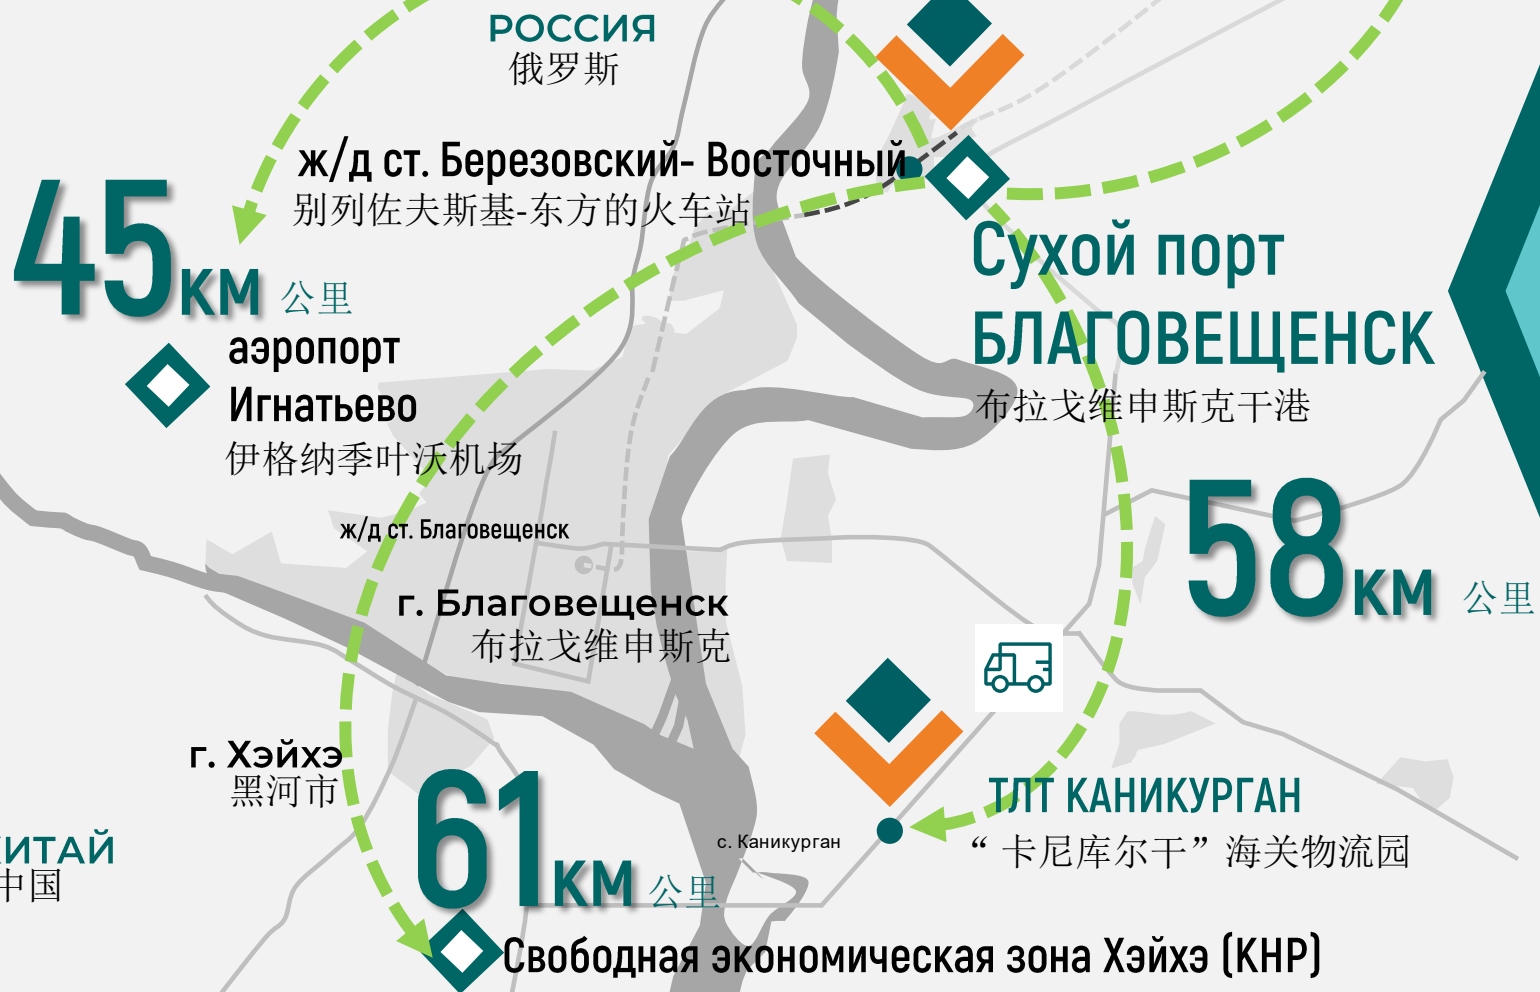 РОССИЯ
俄罗斯
ж/д ст. Березовский- Восточный
别列佐夫斯基-东方的火车站
45км 公里
аэропорт
Игнатьево
伊格纳季叶沃机场
Сухой порт
БЛАГОВЕЩЕНСК
布拉戈维申斯克干港
58км 公里
ж/д ст. Благовещенск
г. Благовещенск
布拉戈维申斯克
г. Хэйхэ
黑河市
КИТАЙ
中国
61км 公里
с. Каникурган
ТЛТ КАНИКУРГАН
“ 卡尼库尔干” 海关物流园
Свободная экономическая зона Хэйхэ (КНР)